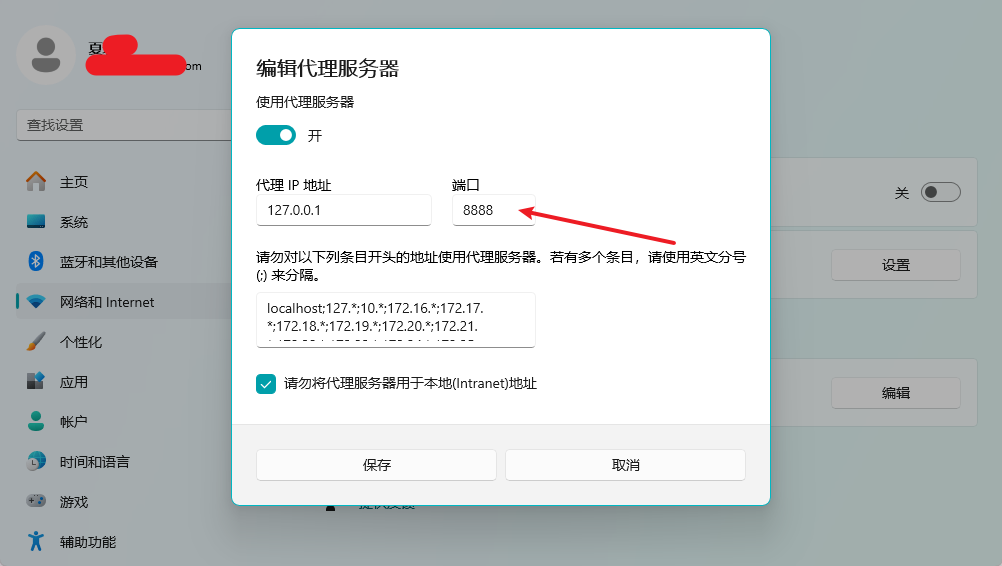 夏
om
查找设置
主页
系统
蓝牙和其他设备
网络和 Internet
个性化
应用
帐户
时间和语言
游戏
辅助功能
编辑代理服务器
使用代理服务器
开
代理 IP 地址
端口
127.0.0.1
8888
请勿对以下列条目开头的地址使用代理服务器。若有多个条目，请使用英文分号
(;) 来分隔。
localhost;127.*;10.*;172.16.*;172.17.
*;172.18.*;172.19.*;172.20.*;172.21.
请勿将代理服务器用于本地(Intranet)地址
保存
取消
关
设置
编辑